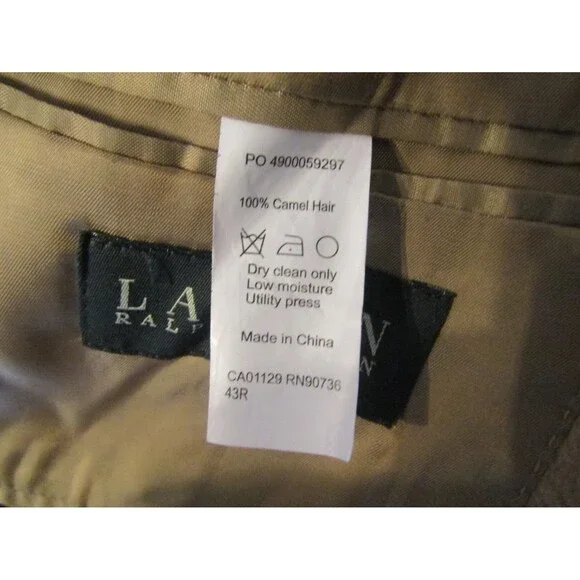 PO 4900059297
100% Camel Hair
Dry clean only
Low moisture
Utility press
Made in China
CA01129 RN90736
43R
LA N
RALP N